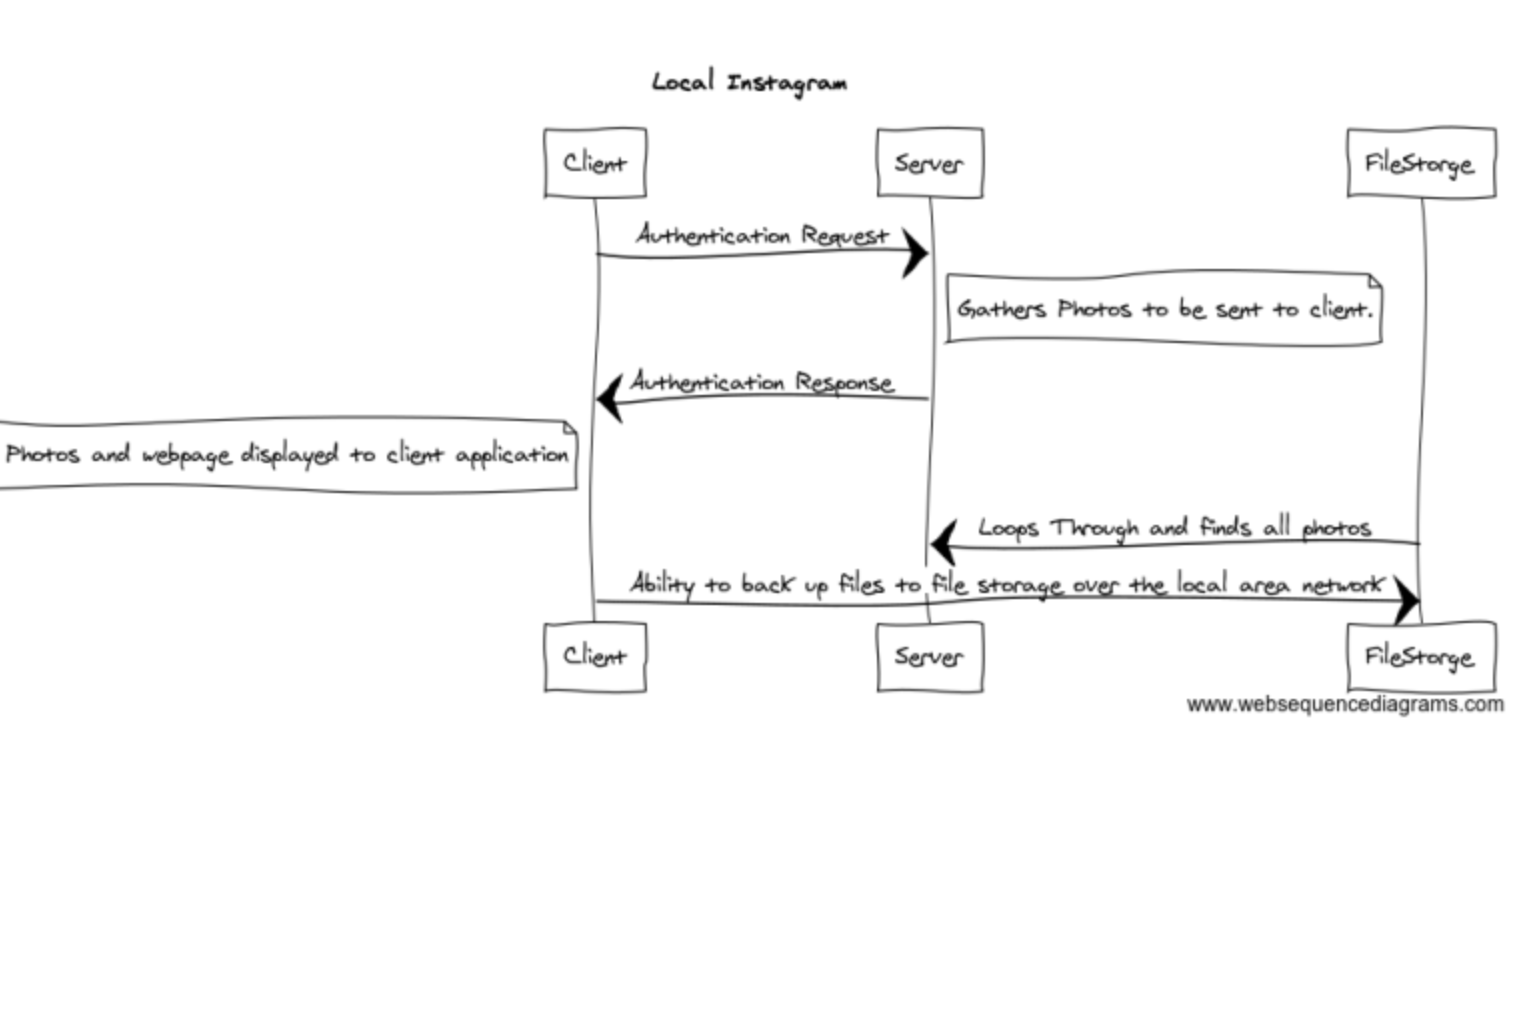 Local Instagram
Client
Server
FileStorge
Authentication Request
Gathers Photos to be sent to client.
Authentication Response
Photos and webpage displayed to client application
Loops Through and finds all photos
Ability to back up files to file storage over the local area network
Client
Server
FileStorge
www.websequencediagrams.com